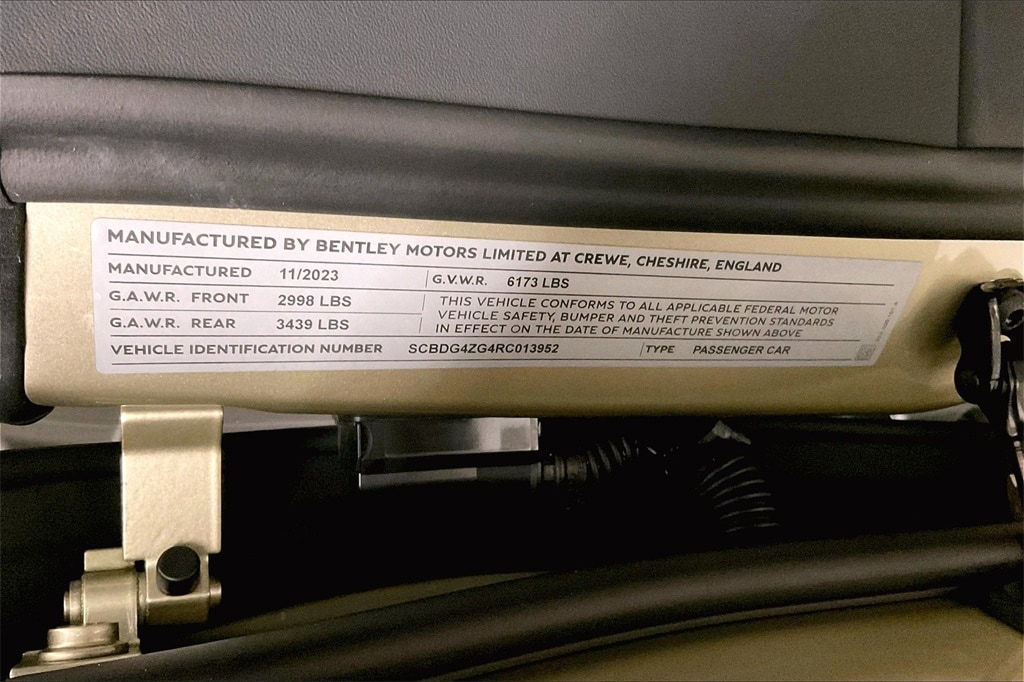 MANUFACTURED BY BENTLEY MOTORS LIMITED AT CREWE, CHESHIRE, ENGLAND
MANUFACTURED 11/2023 G.V.W.R. 6173 LBS
G.A.W.R. FRONT 2998 LBS
G.A.W.R. REAR 3439 LBS
THIS VEHICLE CONFORMS TO ALL APPLICABLE FEDERAL MOTOR
VEHICLE SAFETY, BUMPER AND THEFT PREVENTION STANDARDS
IN EFFECT ON THE DATE OF MANUFACTURE SHOWN ABOVE
VEHICLE IDENTIFICATION NUMBER SCBDG4ZG4RC013952 TYPE PASSENGER CAR